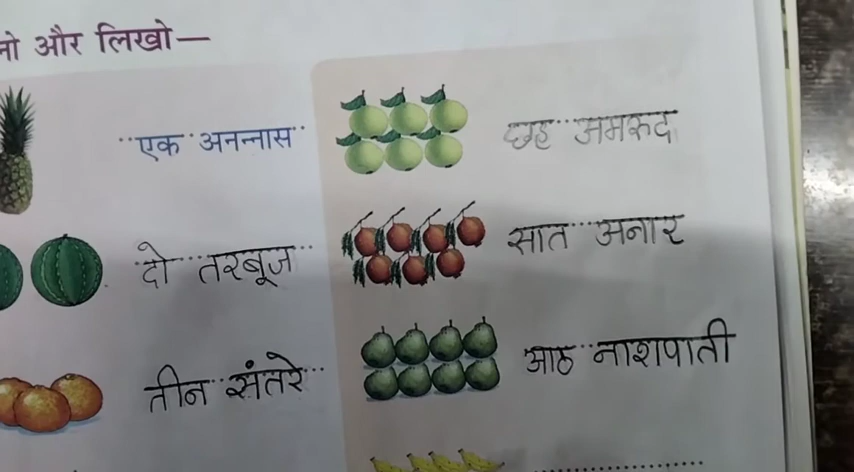 और लिखो—
एक अनन्नास
दो तरबूज
तीन संतरे
छह अमरूद
सात अनार
आठ नाशपाती